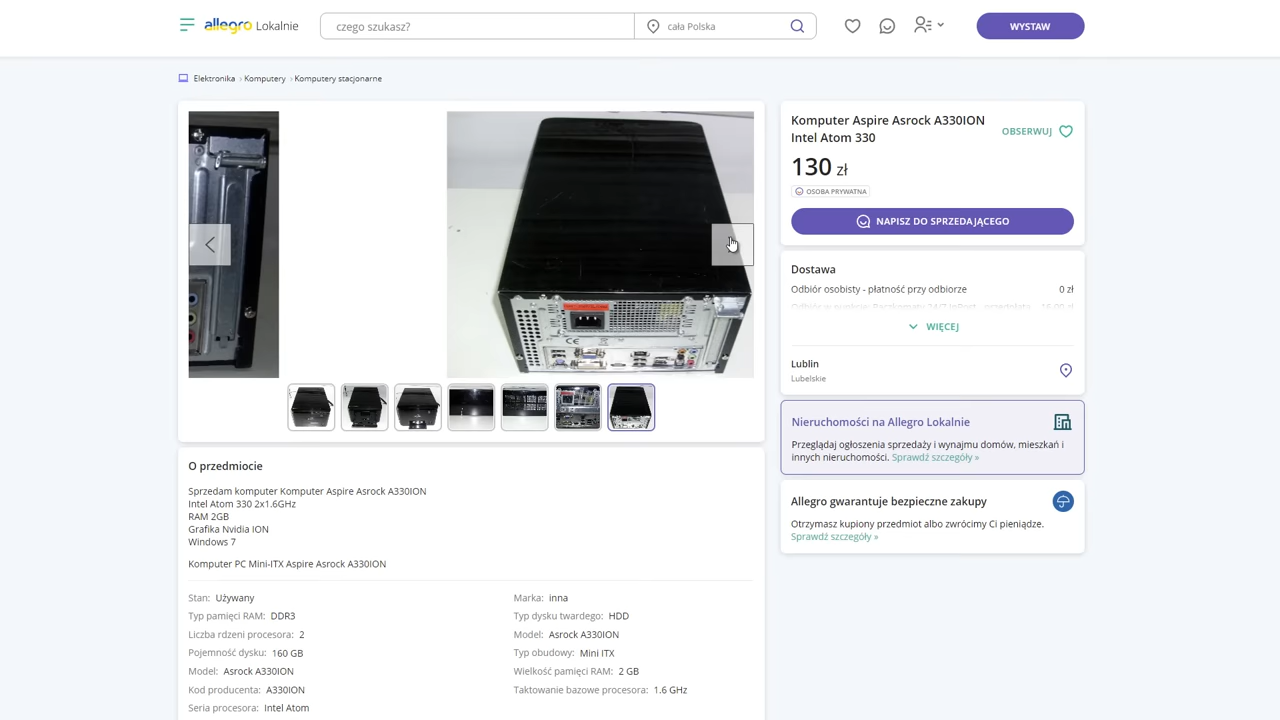 allegro Lokalnie
czego szukasz?
cała Polska
WYSTAW
Elektronika › Komputery › Komputery stacjonarne
Komputer Aspire Asrock A330ION
Intel Atom 330
OBSERWUJ
130 zł
OSOBA PRYWATNA
NAPISZ DO SPRZEDAJĄCEGO
Dostawa
Odbiór osobisty - płatność przy odbiorze 0 zł
WIĘCEJ
Lublin
Lubelskie
Nieruchomości na Allegro Lokalnie
Przeglądaj ogłoszenia sprzedaży i wynajmu domów, mieszkań i
innych nieruchomości. Sprawdź szczegóły »
Allegro gwarantuje bezpieczne zakupy
Otrzymasz kupiony przedmiot albo zwrócimy Ci pieniądze.
Sprawdź szczegóły »
O przedmiocie
Sprzedam komputer Komputer Aspire Asrock A330ION
Intel Atom 330 2x1.6GHz
RAM 2GB
Grafika Nvidia ION
Windows 7
Komputer PC Mini-ITX Aspire Asrock A330ION
Stan: Używany
Marka: inna
Typ pamięci RAM: DDR3
Typ dysku twardego: HDD
Liczba rdzeni procesora: 2
Model: Asrock A330ION
Pojemność dysku: 160 GB
Typ obudowy: Mini ITX
Model: Asrock A330ION
Wielkość pamięci RAM: 2 GB
Kod producenta: A330ION
Taktowanie bazowe procesora: 1.6 GHz
Seria procesora: Intel Atom